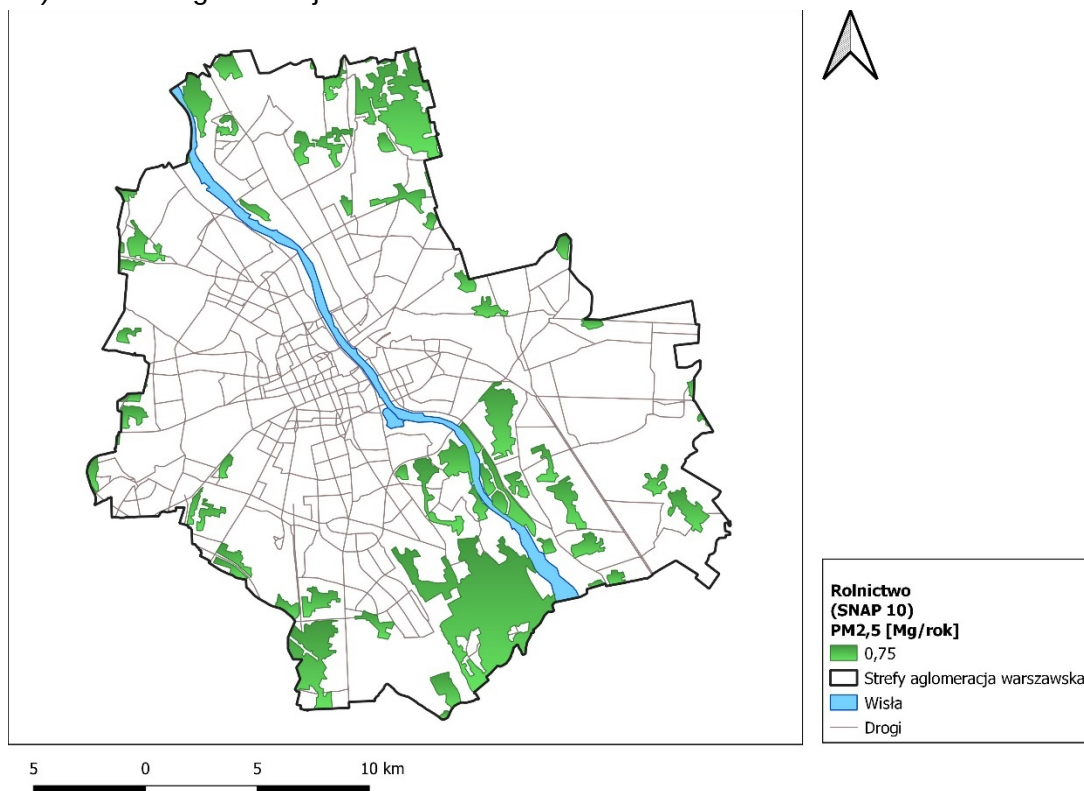 Rolnictwo
(SNAP 10)
PM2,5 [Mg/rok]
0,75
Strefy aglomeracja warszawska
Wisła
Drogi
5 0 5 10 km